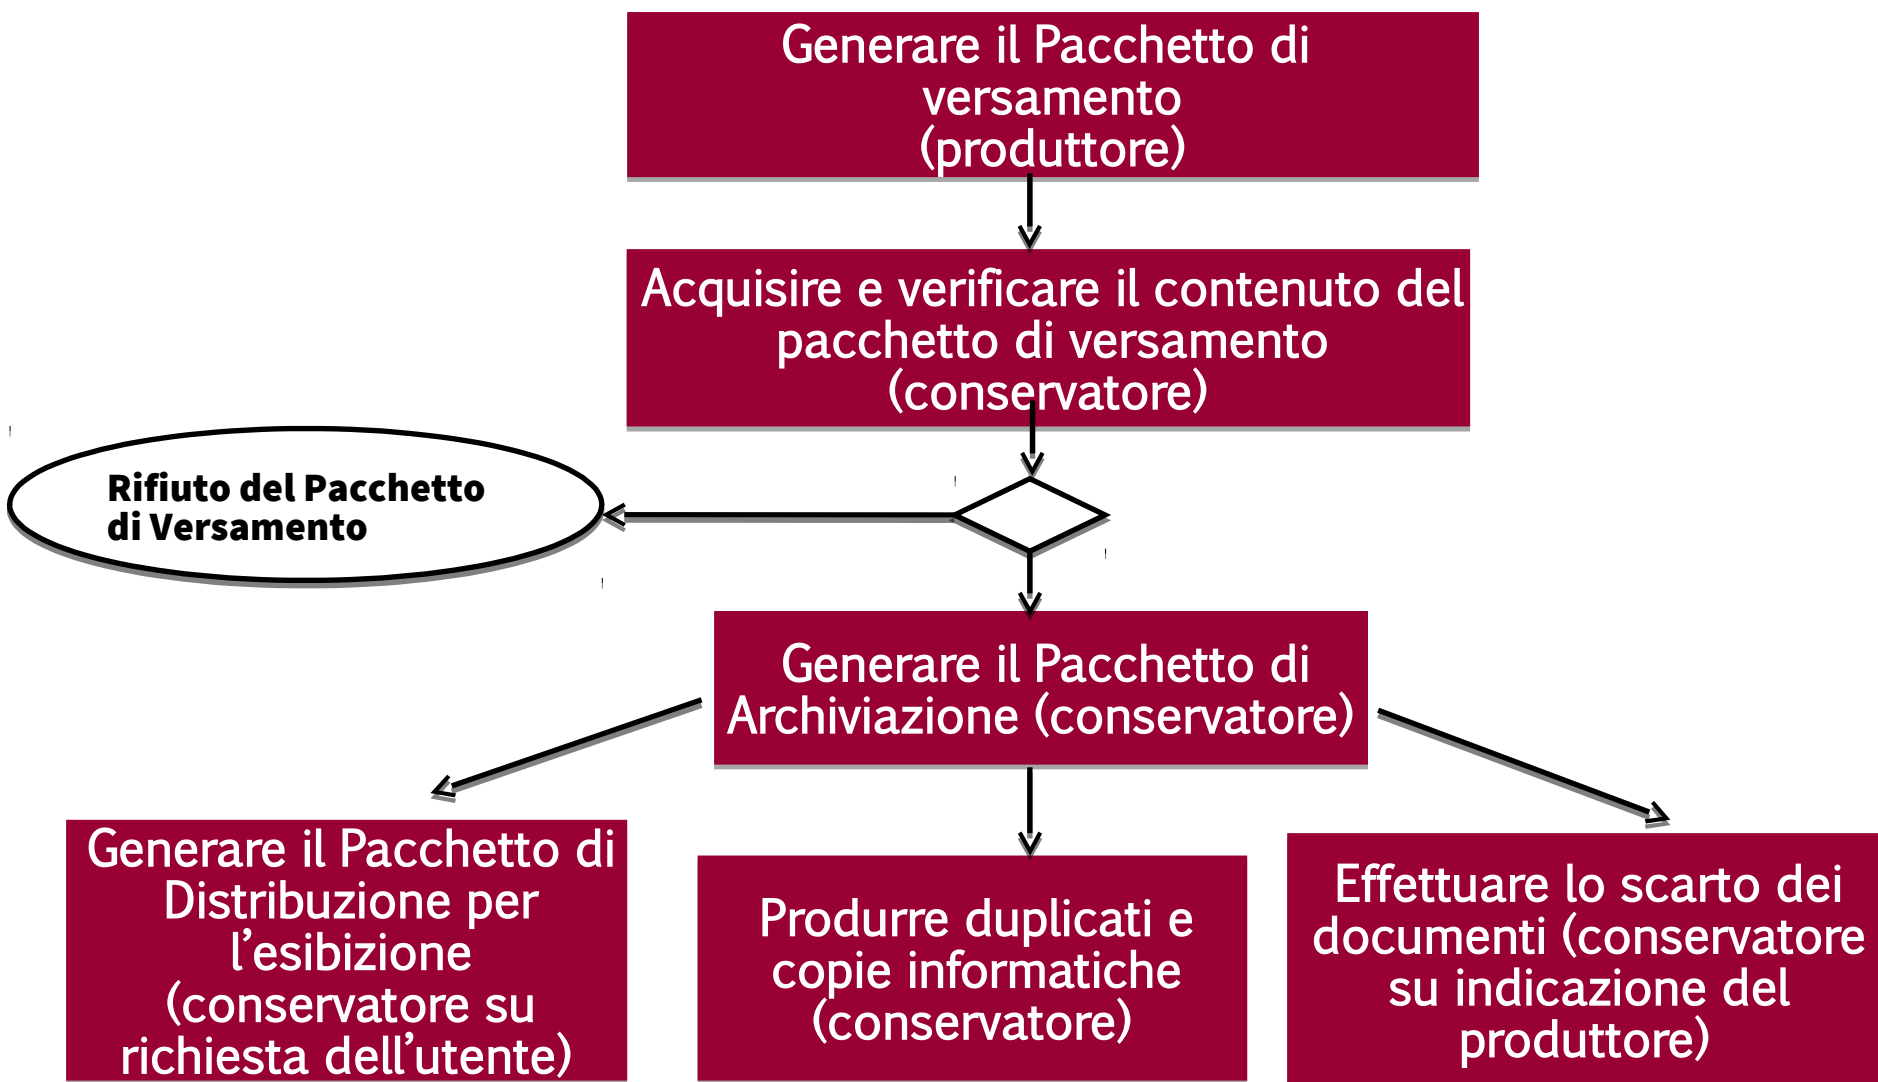 Generare il Pacchetto di
versamento
(produttore)
Acquisire e verificare il contenuto del
pacchetto di versamento
(conservatore)
Rifiuto del Pacchetto
di Versamento
Generare il Pacchetto di
Archiviazione (conservatore)
Generare il Pacchetto di
Distribuzione per
l’esibizione
(conservatore su
richiesta dell’utente)
Produrre duplicati e
copie informatiche
(conservatore)
Effettuare lo scarto dei
documenti (conservatore
su indicazione del
produttore)